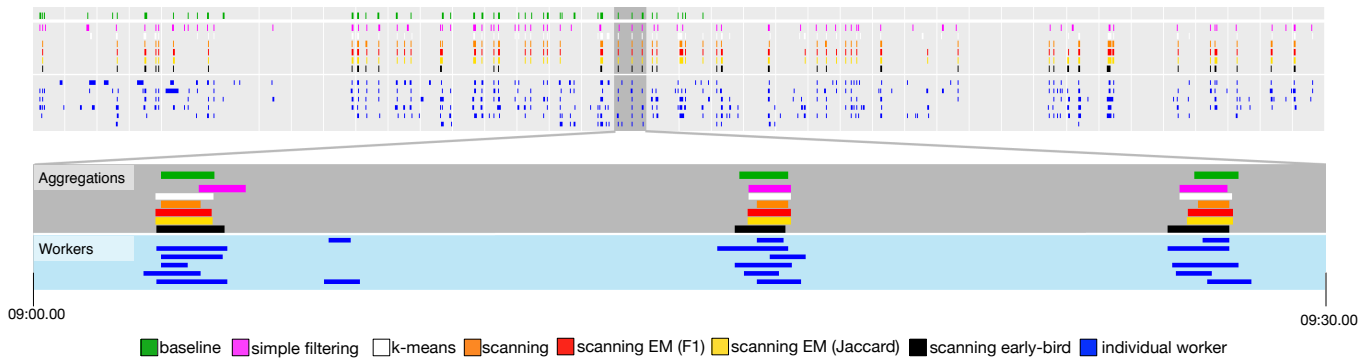 Aggregations
Workers
09:00.00
09:30.00
baseline simple filtering k-means scanning scanning EM (F1) scanning EM (Jaccard) scanning early-bird individual worker